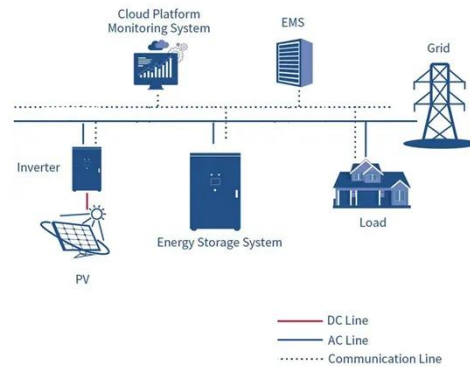 Cloud Platform
Monitoring System
EMS
Grid
Inverter
Energy Storage System
Load
PV
DC Line
AC Line
Communication Line